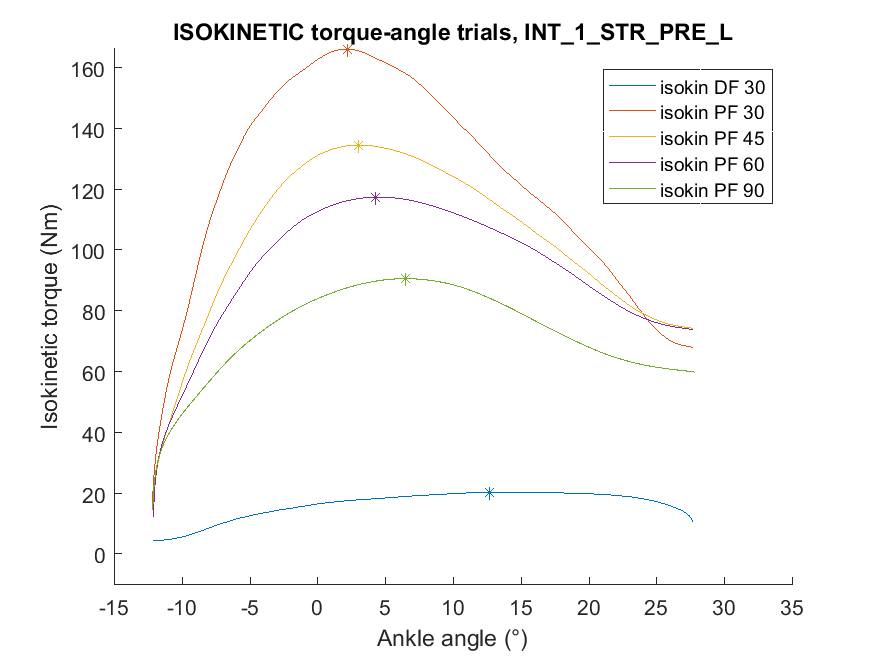 ISOKINETIC torque-angle trials, INT_1_STR_PRE_L
isokin DF 30
isokin PF 30
isokin PF 45
isokin PF 60
isokin PF 90
Isokinetic torque (Nm)
160
140
120
100
80
60
40
20
0
-15 -10 -5 0 5 10 15 20 25 30 35
Ankle angle (°)